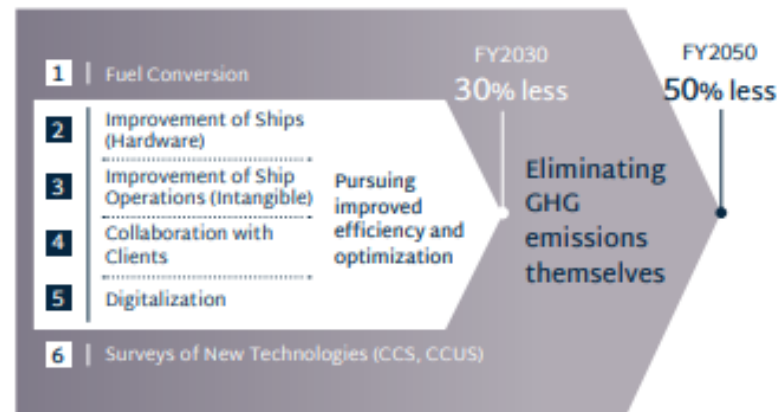 1 Fuel Conversion
2 Improvement of Ships
(Hardware)
3 Improvement of Ship
Operations (Intangible)
4 Collaboration with
Clients
5 Digitalization
6 Surveys of New Technologies (CCS, CCUS)
Pursuing
improved
efficiency and
optimization
FY2030
30% less
Eliminating
GHG
emissions
themselves
FY2050
50% less